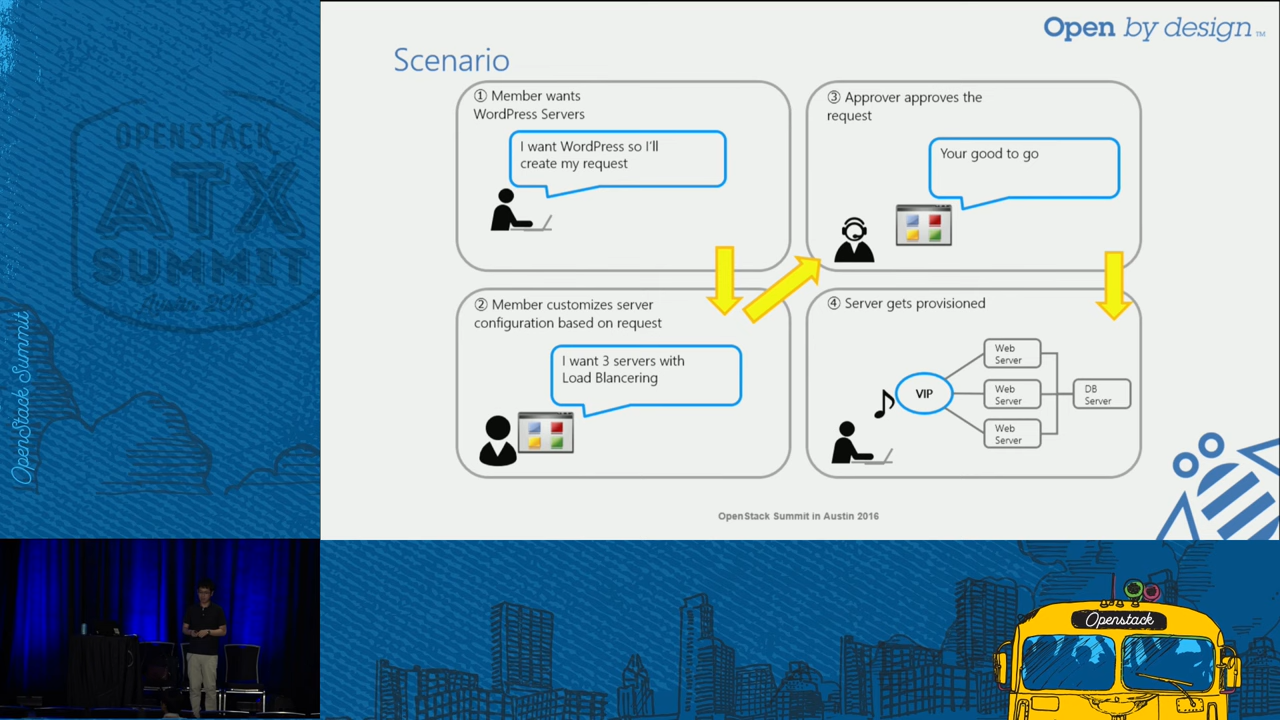 Open by design™
Scenario
① Member wants
WordPress Servers
I want WordPress so I'll
create my request
② Member customizes server
configuration based on request
I want 3 servers with
Load Blancering
③ Approver approves the
request
Your good to go
④ Server gets provisioned
VIP
Web
Server
Web
Server
Web
Server
DB
Server
OpenStack Summit in Austin 2016
OPENSTACK
ATX
SUMMIT
Austin 2016
OpenStack Summit
Openstack